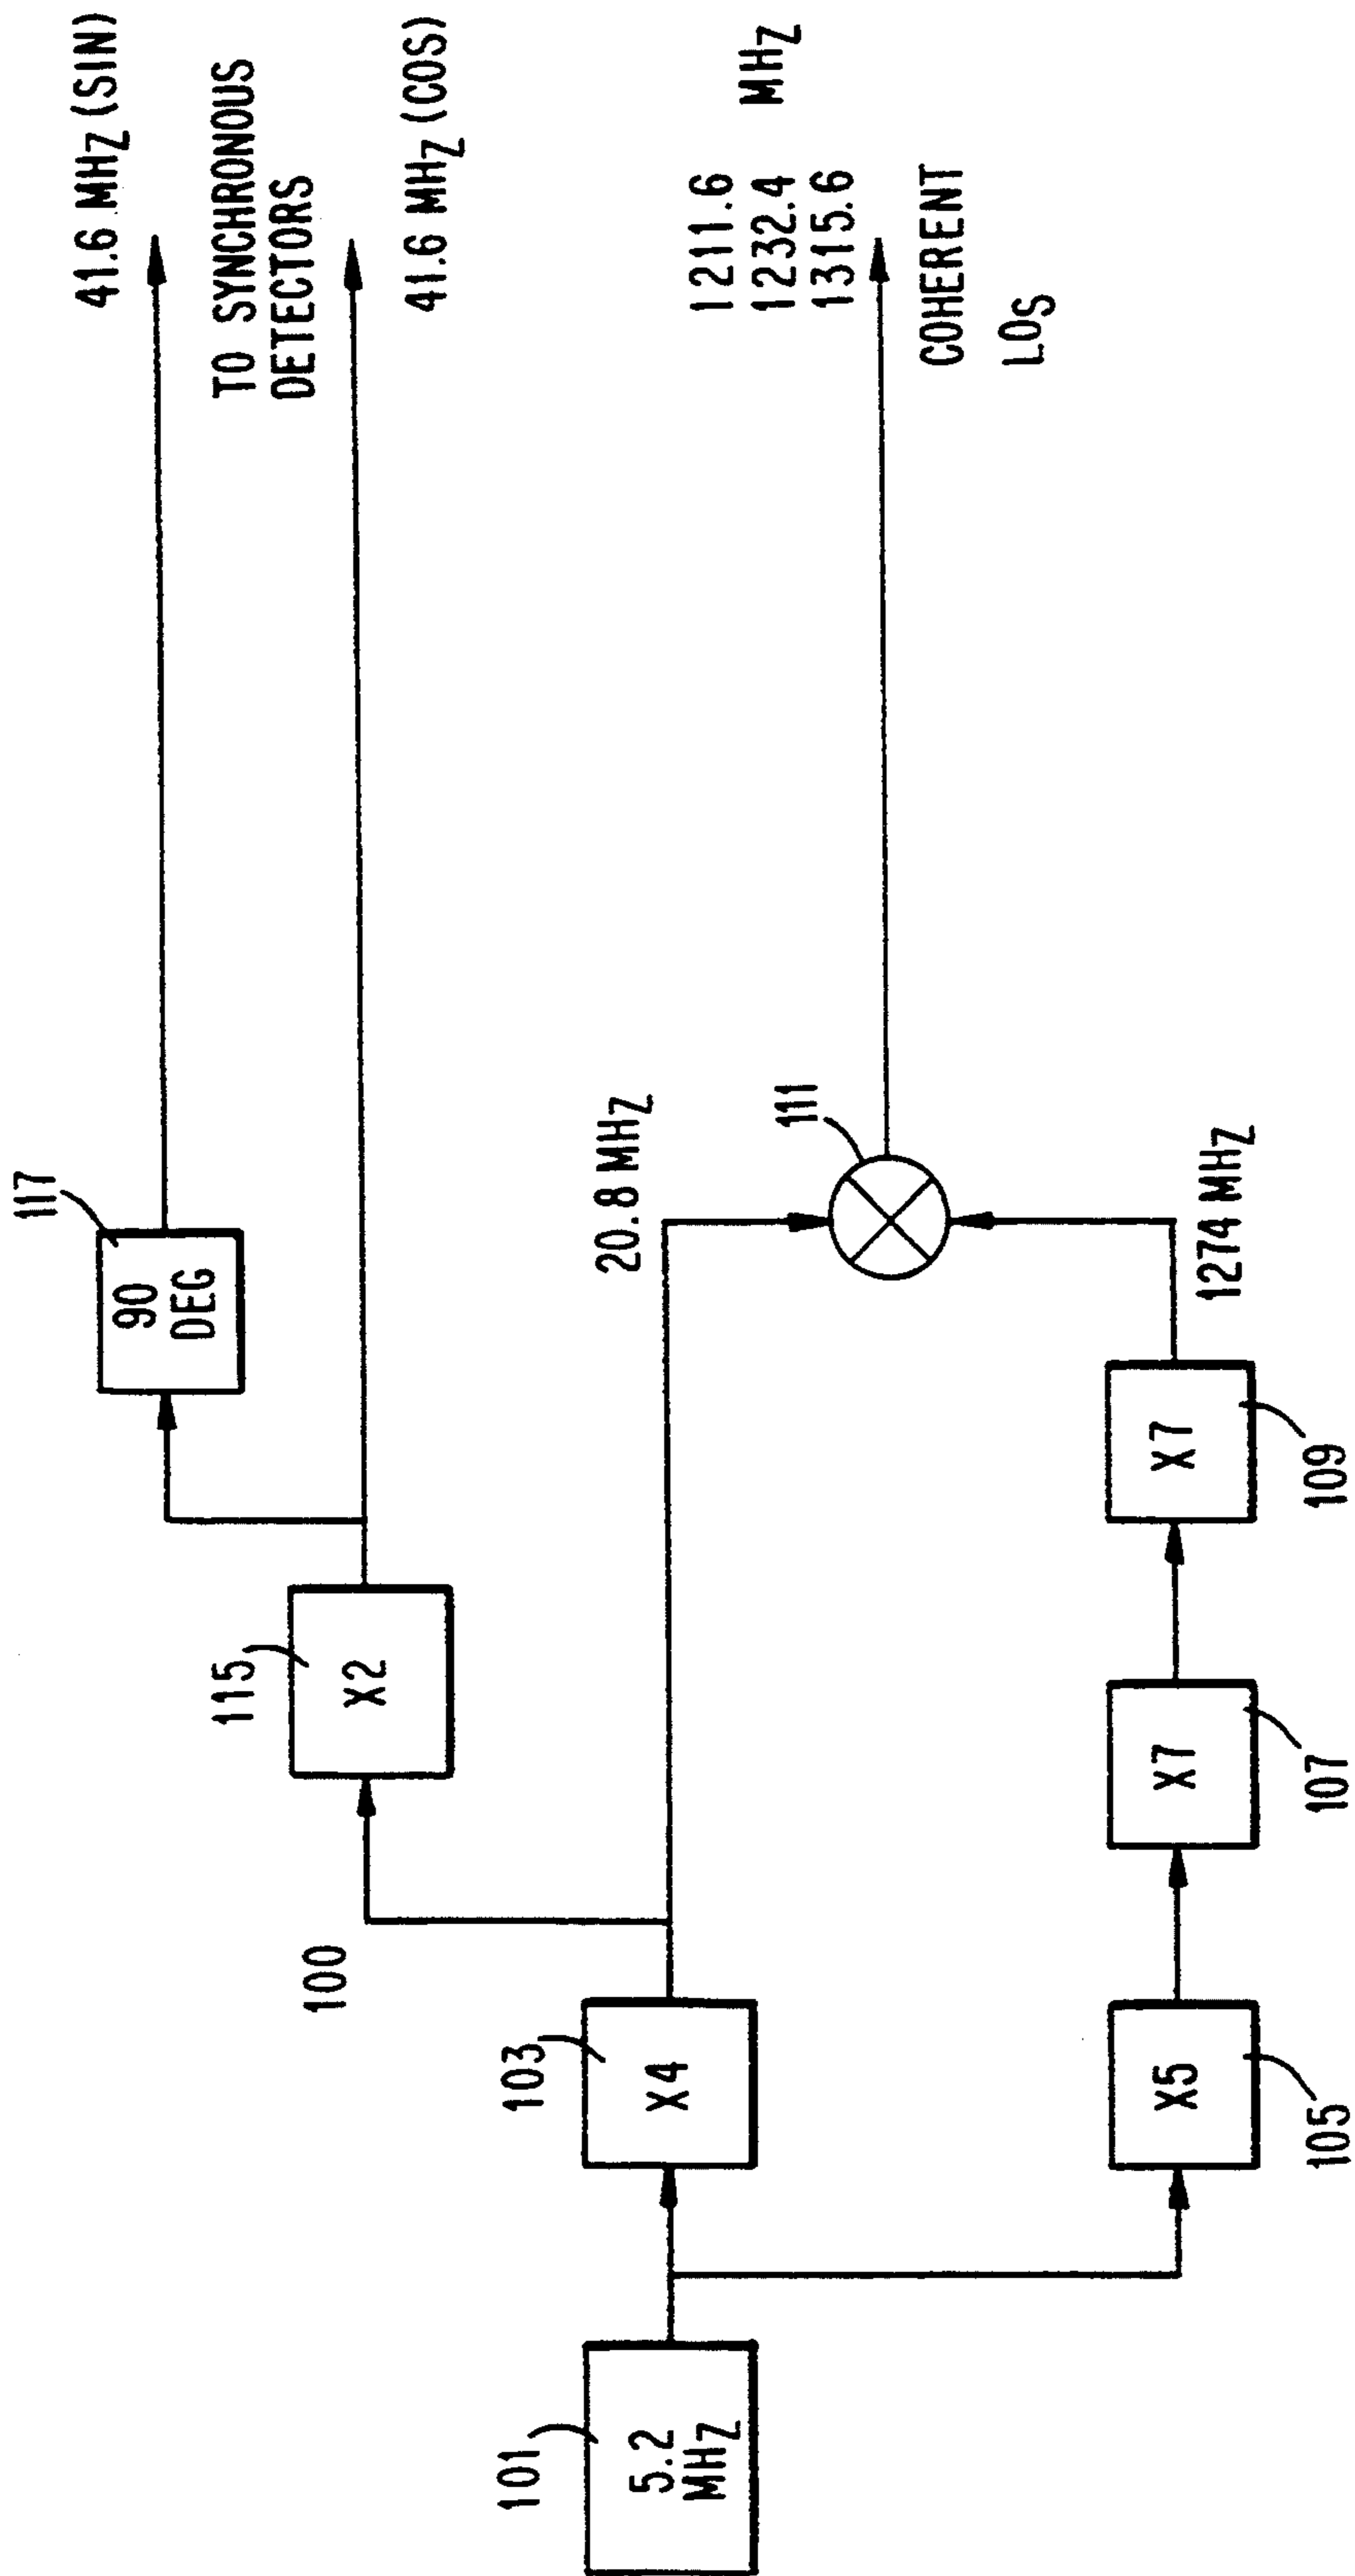 41.6 MHZ (SIN)
TO SYNCHRONOUS
DETECTORS
41.6 MHZ (COS)
117
90
DEG
115
X2
100
20.8 MHZ
1211.6
1232.4 MHZ
1315.6
COHERENT
LOS
111
103
X4
101
5.2
MHZ
1274 MHZ
X5
105
X7
107
X7
109